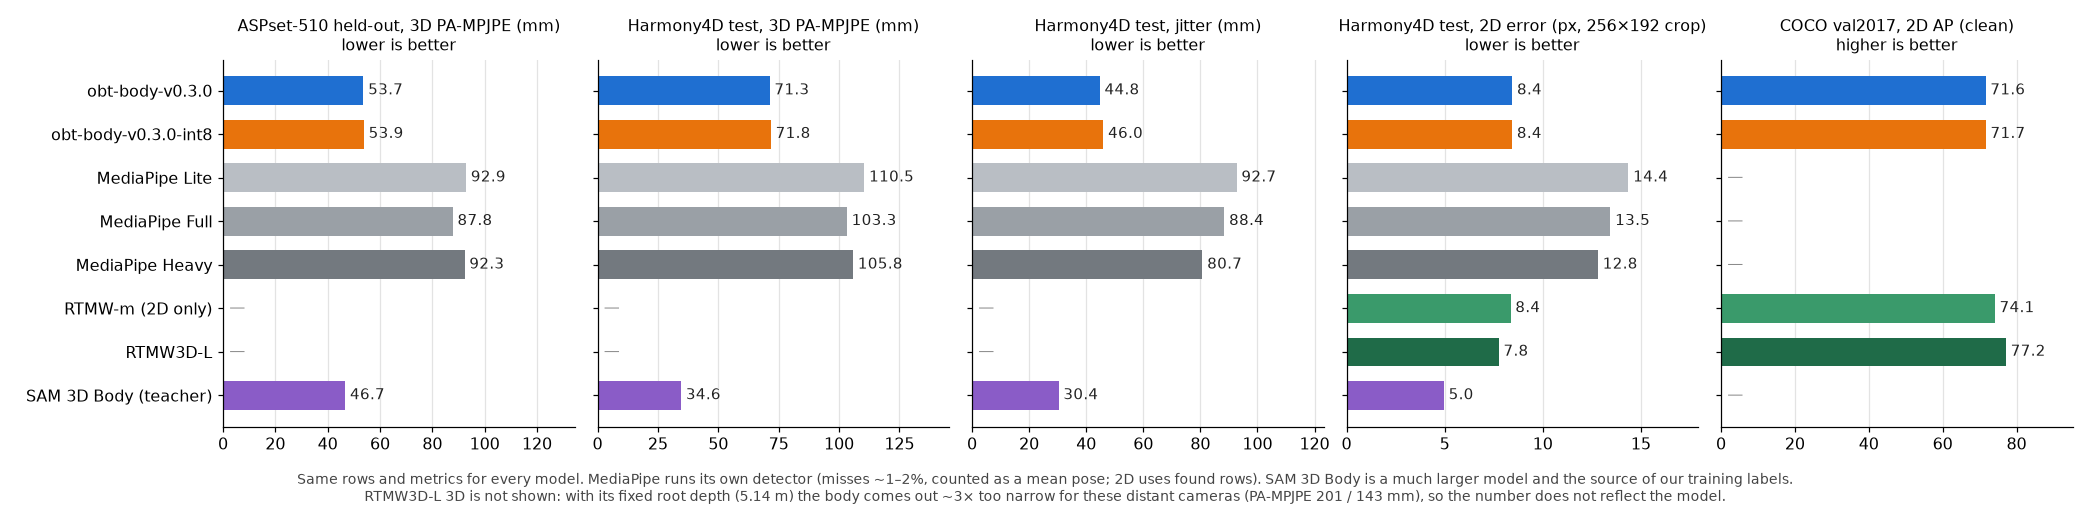 ASPset-510 held-out, 3D PA-MPJPE (mm)
lower is better
Harmony4D test, 3D PA-MPJPE (mm)
lower is better
Harmony4D test, jitter (mm)
lower is better
Harmony4D test, 2D error (px, 256×192 crop)
lower is better
COCO val2017, 2D AP (clean)
higher is better
obt-body-v0.3.0 53.7 71.3 44.8 8.4 71.6
obt-body-v0.3.0-int8 53.9 71.8 46.0 8.4 71.7
MediaPipe Lite 92.9 110.5 92.7 14.4 —
MediaPipe Full 87.8 103.3 88.4 13.5 —
MediaPipe Heavy 92.3 105.8 80.7 12.8 —
RTMW-m (2D only) — — — 8.4 74.1
RTMW3D-L — — — 7.8 77.2
SAM 3D Body (teacher) 46.7 34.6 30.4 5.0 —
0 20 40 60 80 100 120
0 25 50 75 100 125
0 20 40 60 80 100 120
0 5 10 15
0 20 40 60 80
Same rows and metrics for every model. MediaPipe runs its own detector (misses ~1–2%, counted as a mean pose; 2D uses found rows). SAM 3D Body is a much larger model and the source of our training labels.
RTMW3D-L 3D is not shown: with its fixed root depth (5.14 m) the body comes out ~3× too narrow for these distant cameras (PA-MPJPE 201 / 143 mm), so the number does not reflect the model.